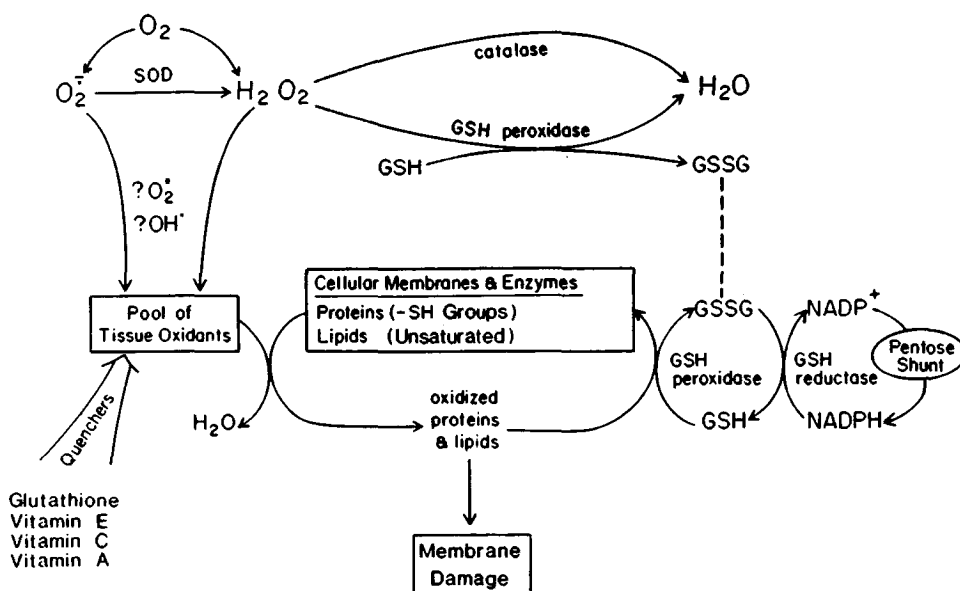 O₂
O₂⁻̇ SOD H₂ O₂
catalase
H₂O
GSH peroxidase
GSH
GSSG
?O₂•
?OH•
Pool of
Tissue Oxidants
Cellular Membranes & Enzymes
Proteins (-SH Groups)
Lipids (Unsaturated)
GSSG
NADP⁺
GSH
peroxidase
GSH
reductase
Pentose
Shunt
GSH
NADPH
H₂O
oxidized
proteins
& lipids
Quenchers
Glutathione
Vitamin E
Vitamin C
Vitamin A
Membrane
Damage